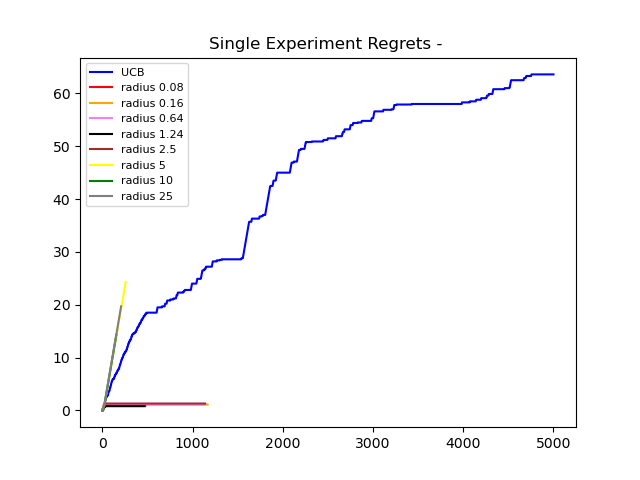 Single Experiment Regrets -
UCB
radius 0.08
radius 0.16
radius 0.64
radius 1.24
radius 2.5
radius 5
radius 10
radius 25
60
50
40
30
20
10
0
0 1000 2000 3000 4000 5000